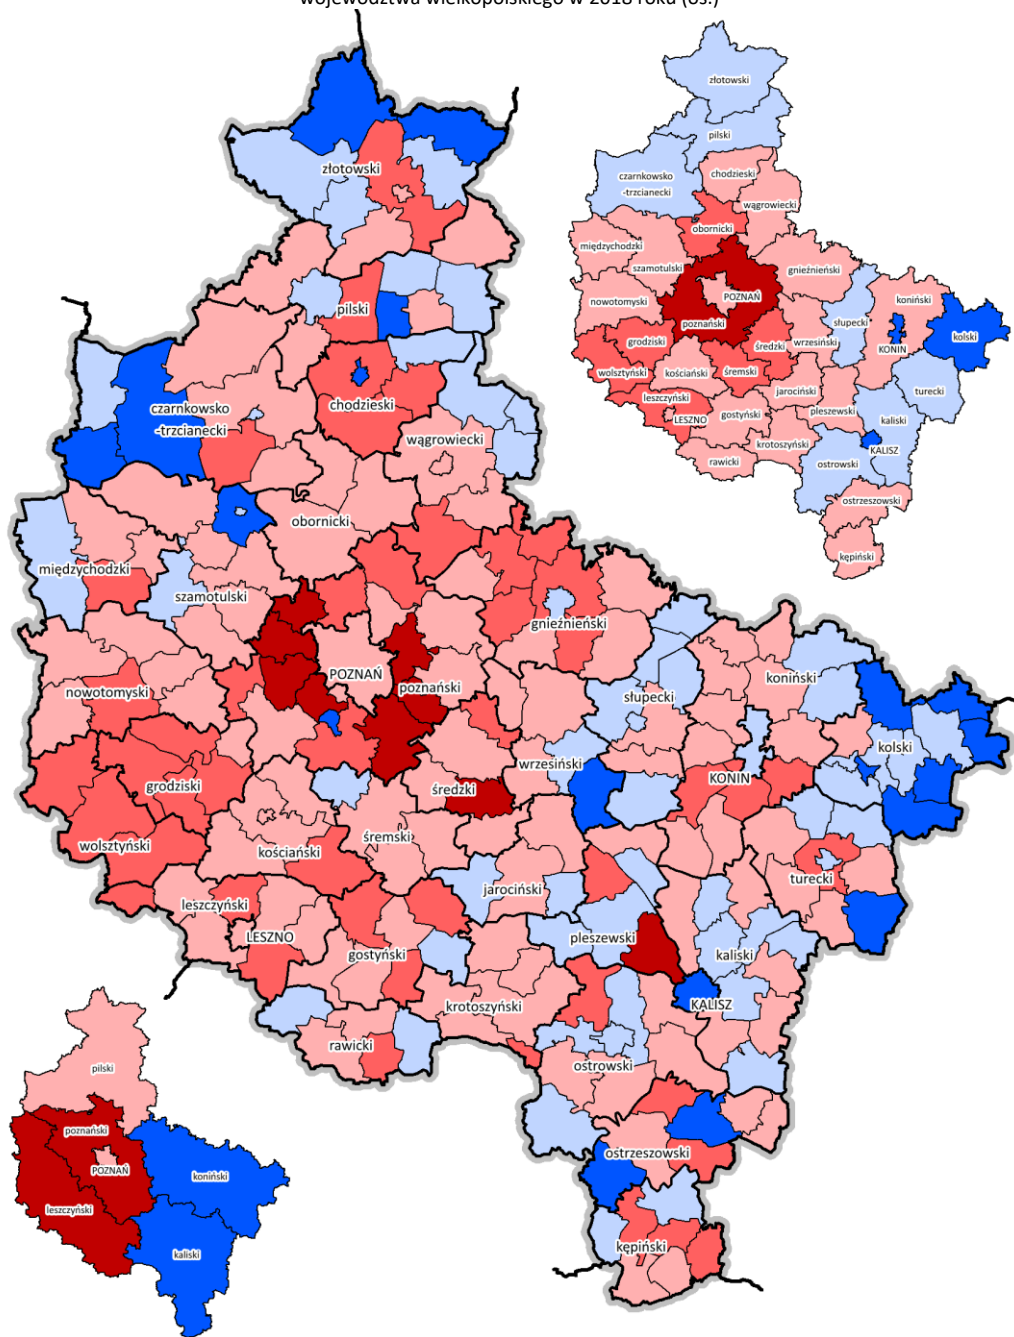 województwa wielkopolskiego w 2018 roku (os.)
złotowski
pilski
czarnkowsko
-trzcianecki
chodzieski
wągrowiecki
obornicki
międzychodzki
szamotulski
gnieźnieński
nowotomyski
POZNAŃ
poznański
słupecki
koniński
kolski
wrzesiński
KONIN
grodziski
średzki
wolsztyński
kościański
śremski
jarociński
turecki
leszczyński
LESZNO
gostyński
pleszewski
kaliski
krotoszyński
KALISZ
rawicki
ostrowski
ostrzeszowski
kępiński
złotowski
pilski
czarnkowsko
-trzcianecki
chodzieski
wągrowiecki
obornicki
międzychodzki
szamotulski
gnieźnieński
nowotomyski
POZNAŃ
koniński
poznański
słupecki
kolski
grodziski
średzki
wrzesiński
KONIN
wolsztyński
kościański
śremski
leszczyński
jarociński
turecki
LESZNO
gostyński
pleszewski
kaliski
krotoszyński
KALISZ
rawicki
ostrowski
ostrzeszowski
kępiński
pilski
poznański
POZNAŃ
koniński
leszczyński
kaliski